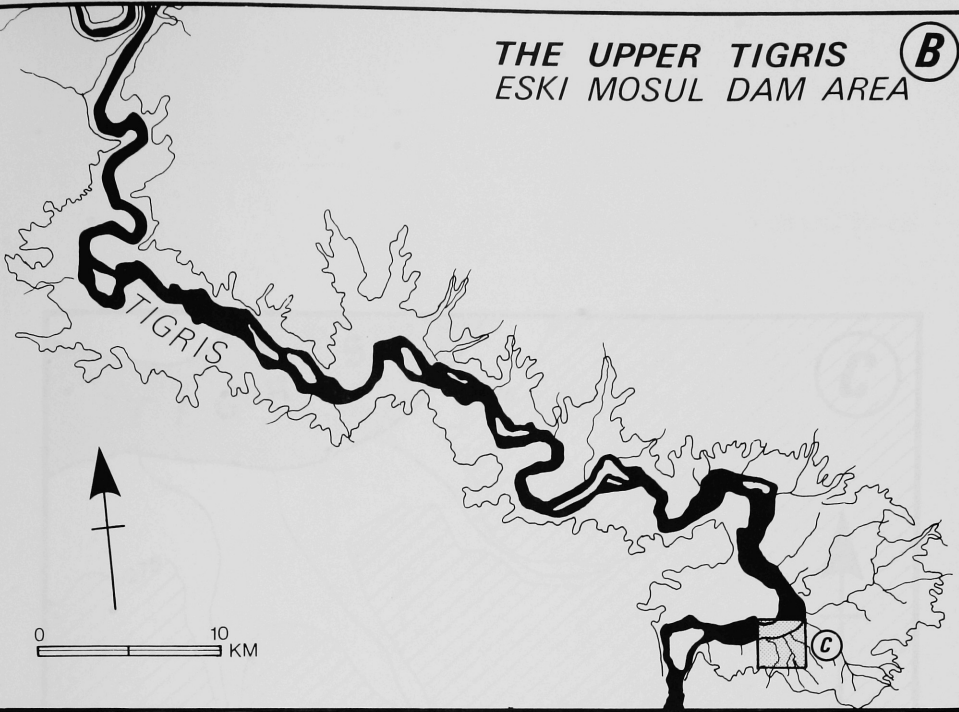 THE UPPER TIGRIS
B
ESKI MOSUL DAM AREA
TIGRIS
0 10
KM
C
C